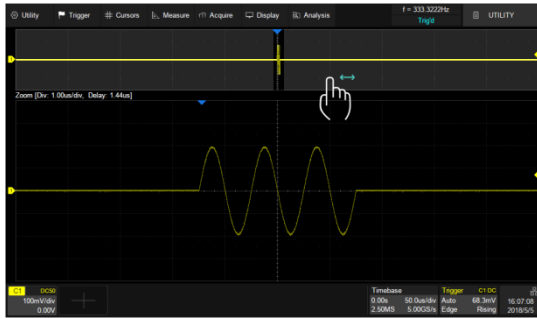 Utility Trigger Cursors Measure Acquire Display Analysis f = 333.3222Hz Trig'd UTILITY
Zoom [Div: 1.00us/div, Delay: 1.44us]
C1 DC50 Timebase Trigger C1 DC
100mV/div 0.00s 50.0us/div Auto 68.3mV 16:07:08
0.00V 2.50MS 5.00GS/s Edge Rising 2018/5/5